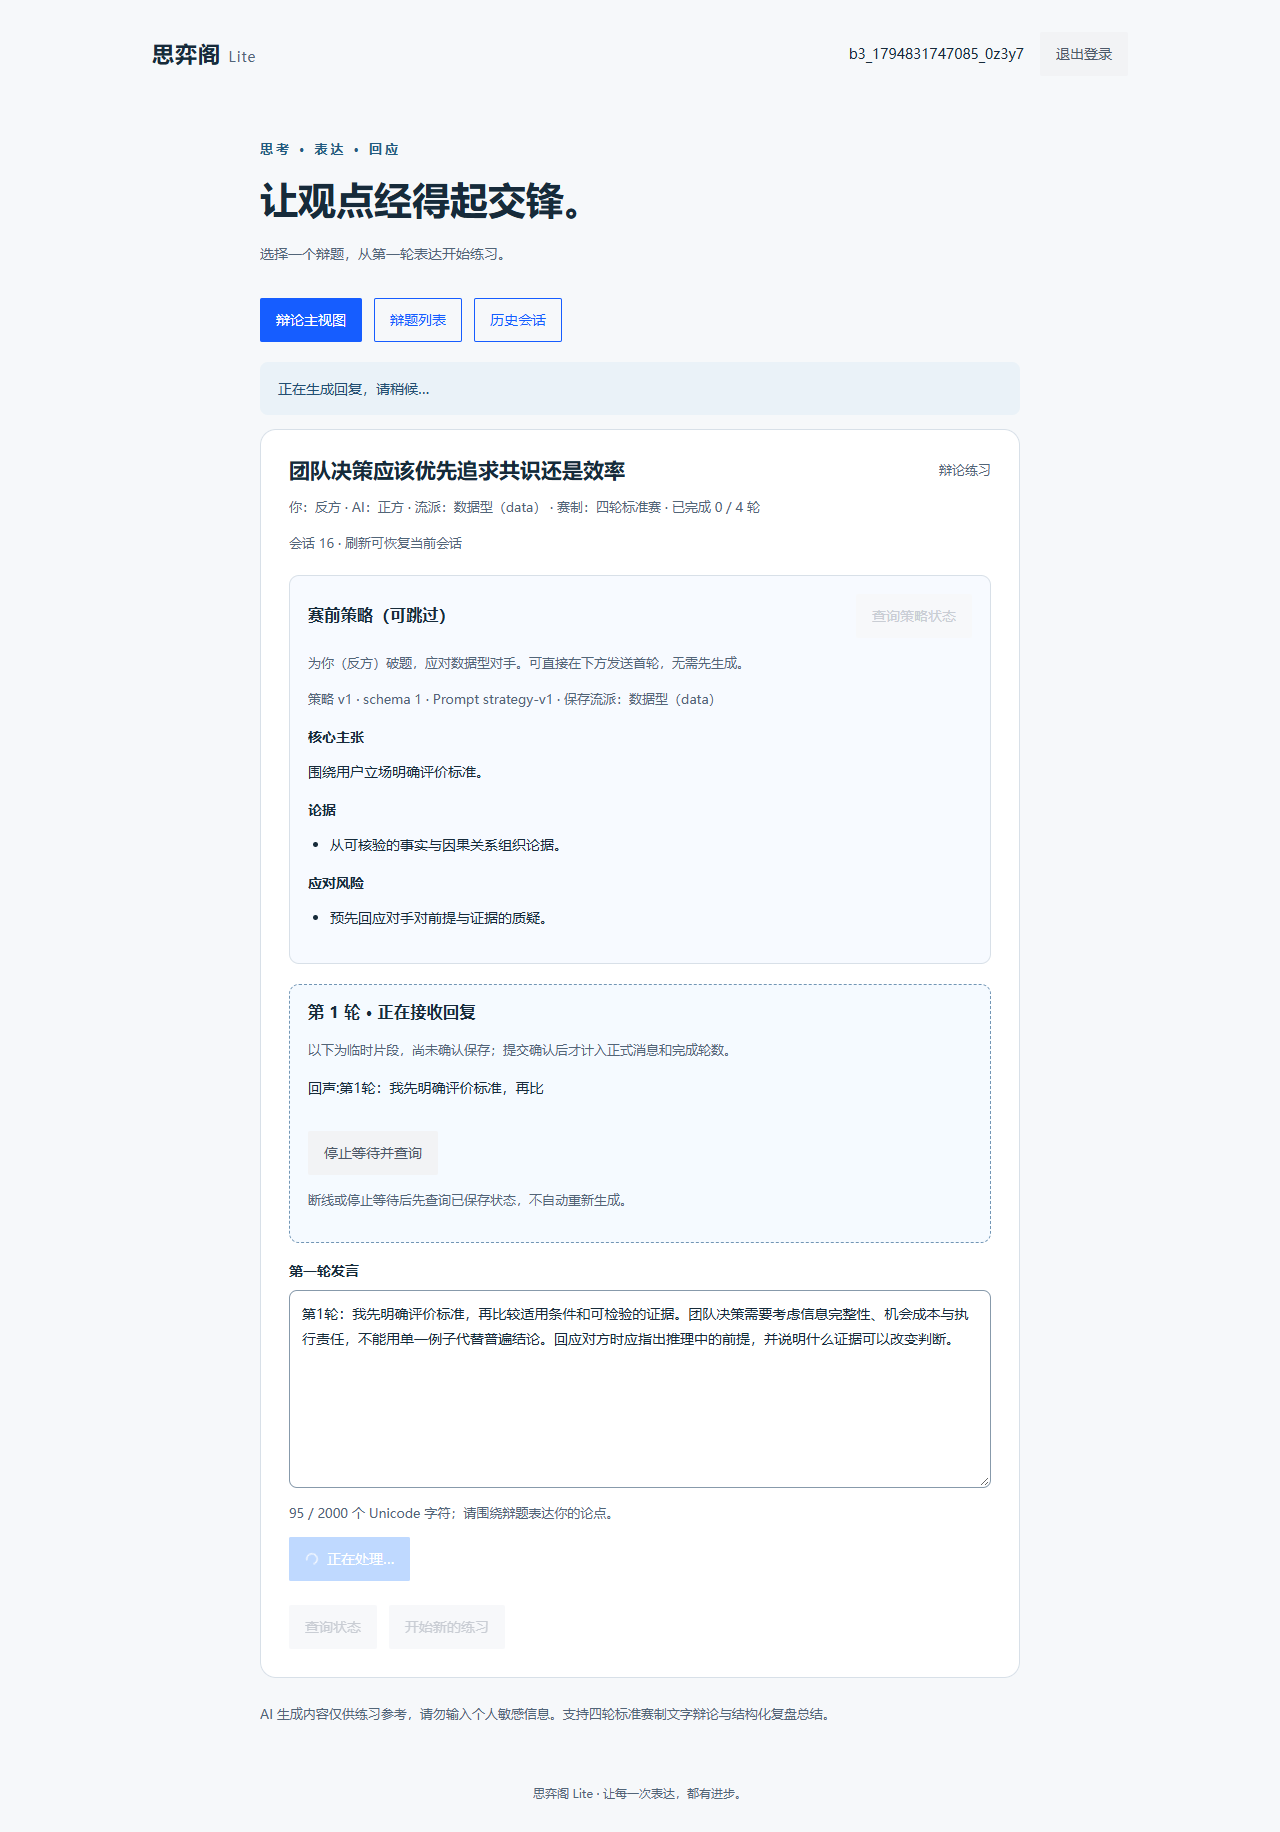 思弈阁 Lite
b3_1794831747085_0z3y7
退出登录
思考 • 表达 • 回应
让观点经得起交锋。
选择一个辩题，从第一轮表达开始练习。
辩论主视图
辩题列表
历史会话
正在生成回复，请稍候...
团队决策应该优先追求共识还是效率
辩论练习
你：反方 · AI：正方 · 流派：数据型（data） · 赛制：四轮标准赛 · 已完成 0 / 4 轮
会话 16 · 刷新可恢复当前会话
赛前策略（可跳过）
查询策略状态
为你（反方）破题，应对数据型对手。可直接在下方发送首轮，无需先生成。
策略 v1 · schema 1 · Prompt strategy-v1 · 保存流派：数据型（data）
核心主张
围绕用户立场明确评价标准。
论据
• 从可核验的事实与因果关系组织论据。
应对风险
• 预先回应对手对前提与证据的质疑。
第 1 轮 • 正在接收回复
以下为临时片段，尚未确认保存；提交确认后才计入正式消息和完成轮数。
回声:第1轮：我先明确评价标准，再比
停止等待并查询
断线或停止等待后先查询已保存状态，不自动重新生成。
第一轮发言
第1轮：我先明确评价标准，再比较适用条件和可检验的证据。团队决策需要考虑信息完整性、机会成本与执
行责任，不能用单一例子代替普遍结论。回应对方时应指出推理中的前提，并说明什么证据可以改变判断。
95 / 2000 个 Unicode 字符；请围绕辩题表达你的论点。
正在处理...
查询状态
开始新的练习
AI 生成内容仅供练习参考，请勿输入个人敏感信息。支持四轮标准赛制文字辩论与结构化复盘总结。
思弈阁 Lite · 让每一次表达，都有进步。